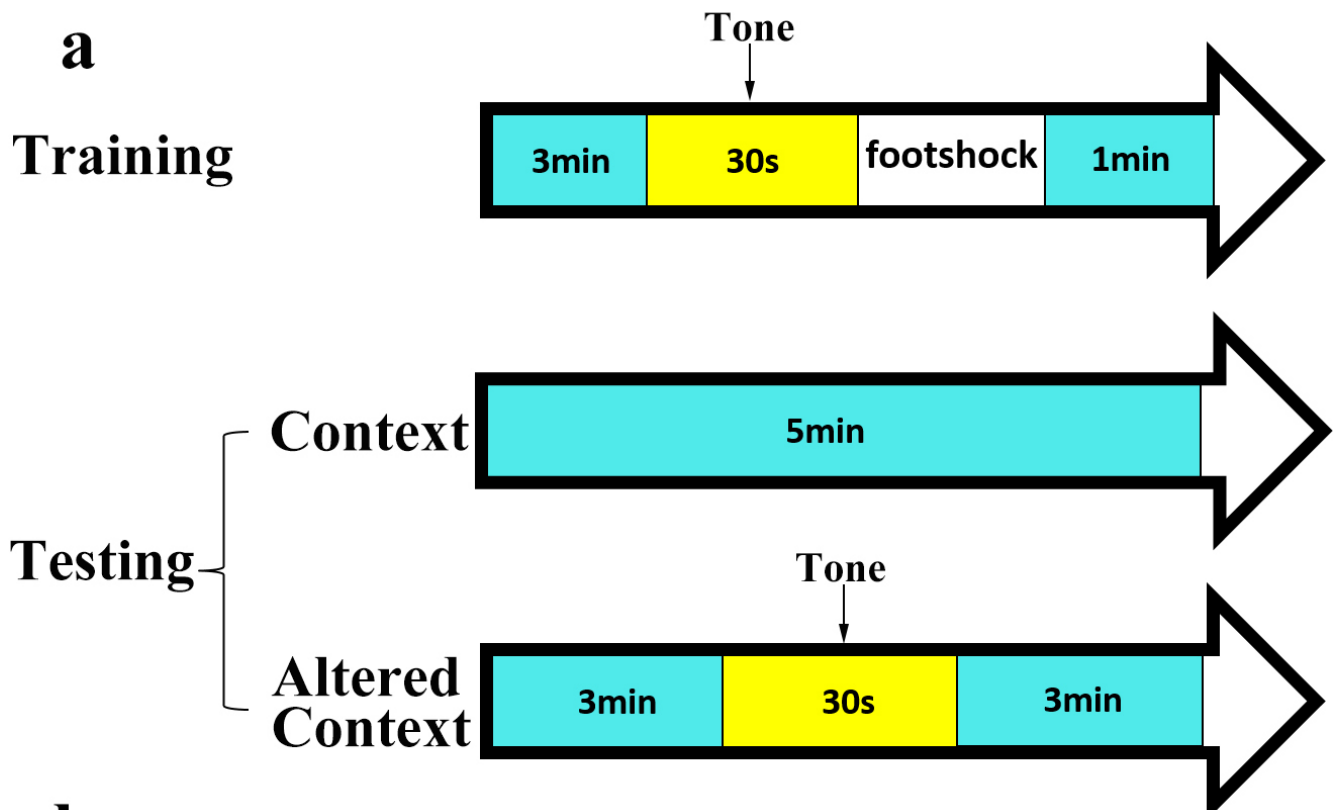 a
Tone
Training
3min 30s footshock 1min
Context
5min
Testing
Tone
Altered
Context
3min 30s 3min